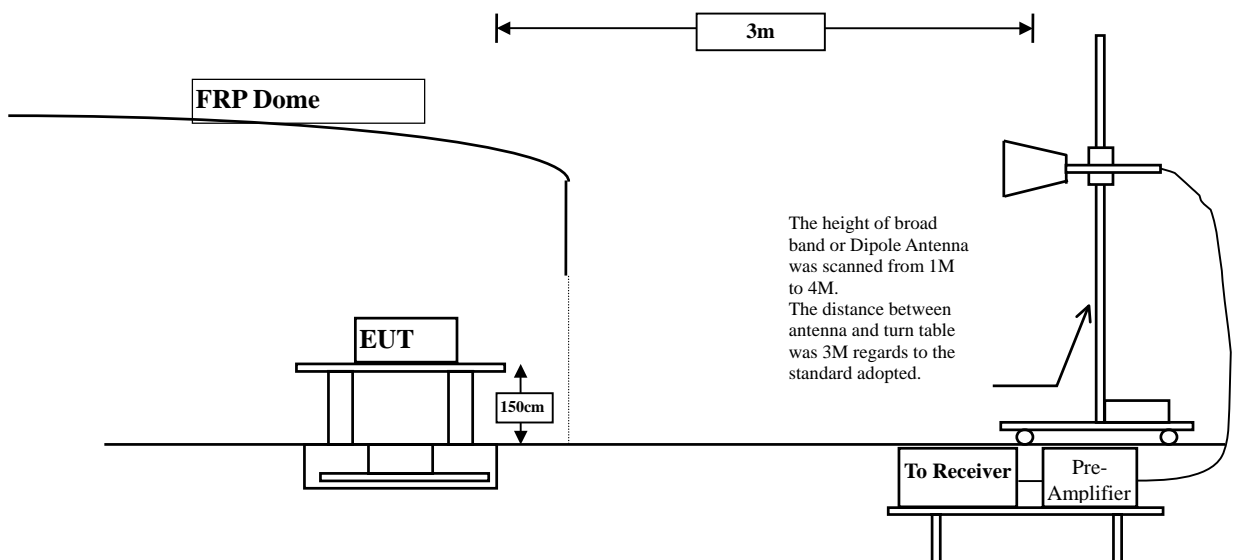 3m
FRP Dome
The height of broad
band or Dipole Antenna
was scanned from 1M
to 4M.
The distance between
antenna and turn table
was 3M regards to the
standard adopted.
EUT
150cm
To Receiver
Pre-
Amplifier